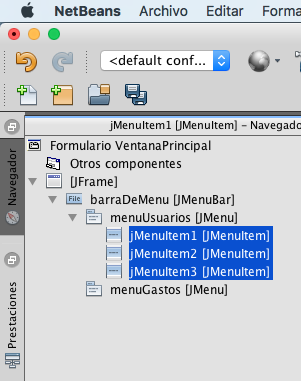 NetBeans Archivo Editar Forma
<default conf...
jMenuItem1 [JMenuItem] – Navegado
Navegador
Formulario VentanaPrincipal
Otros componentes
[JFrame]
File barraDeMenu [JMenuBar]
menuUsuarios [JMenu]
jMenuItem1 [JMenuItem]
jMenuItem2 [JMenuItem]
jMenuItem3 [JMenuItem]
menuGastos [JMenu]
Prestaciones